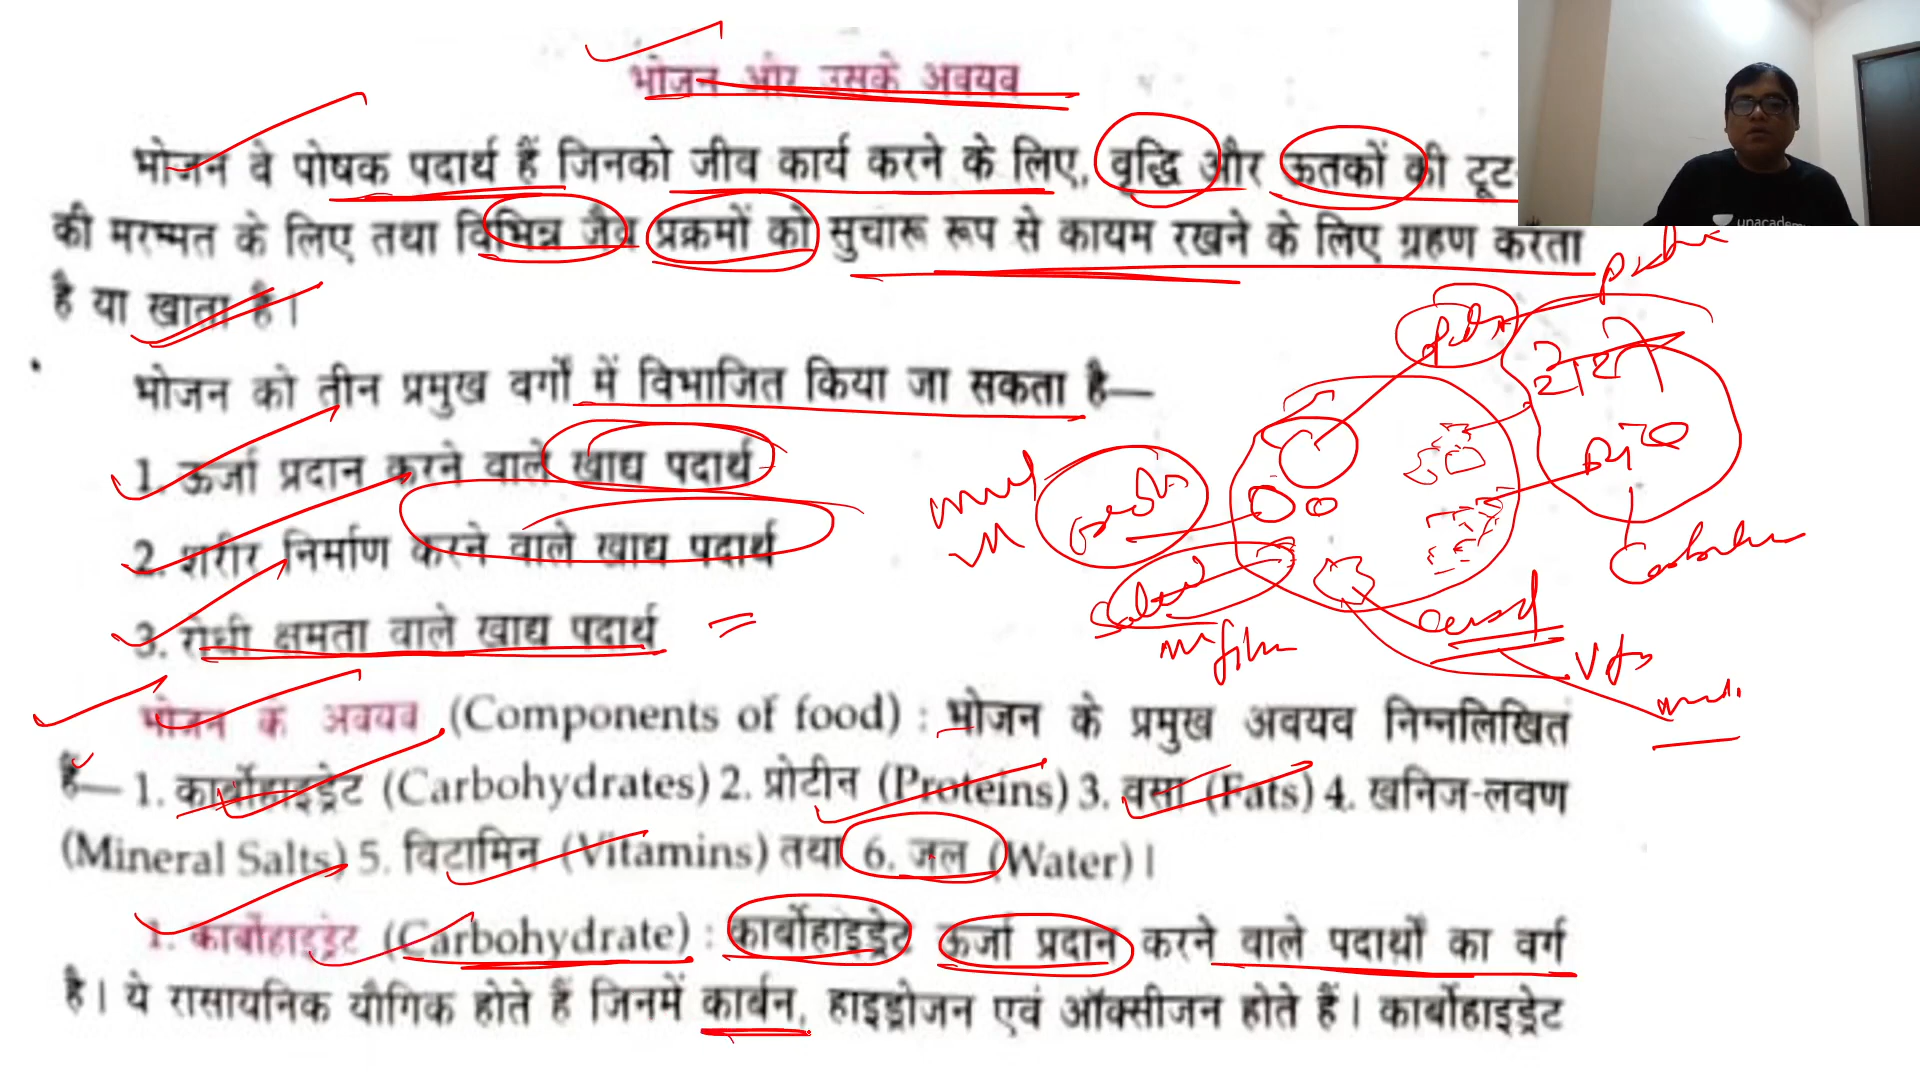 भोजन और उसके अवयव
भोजन वे पोषक पदार्थ हैं जिनको जीव कार्य करने के लिए, वृद्धि और ऊतकों की टूट-
की मरम्मत के लिए तथा विभिन्न जैव प्रक्रमों को सुचारू रूप से कायम रखने के लिए ग्रहण करता
है या खाता है।
भोजन को तीन प्रमुख वर्गों में विभाजित किया जा सकता है—
1. ऊर्जा प्रदान करने वाले खाद्य पदार्थ
2. शरीर निर्माण करने वाले खाद्य पदार्थ
3. रोधी क्षमता वाले खाद्य पदार्थ
भोजन के अवयव (Components of food) : भोजन के प्रमुख अवयव निम्नलिखित
हैं— 1. कार्बोहाइड्रेट (Carbohydrates) 2. प्रोटीन (Proteins) 3. वसा (Fats) 4. खनिज-लवण
(Mineral Salts) 5. विटामिन (Vitamins) तथा 6. जल (Water)।
1. कार्बोहाइड्रेट (Carbohydrate) : कार्बोहाइड्रेट ऊर्जा प्रदान करने वाले पदार्थों का वर्ग
है। ये रासायनिक यौगिक होते हैं जिनमें कार्बन, हाइड्रोजन एवं ऑक्सीजन होते हैं। कार्बोहाइड्रेट
unacadem